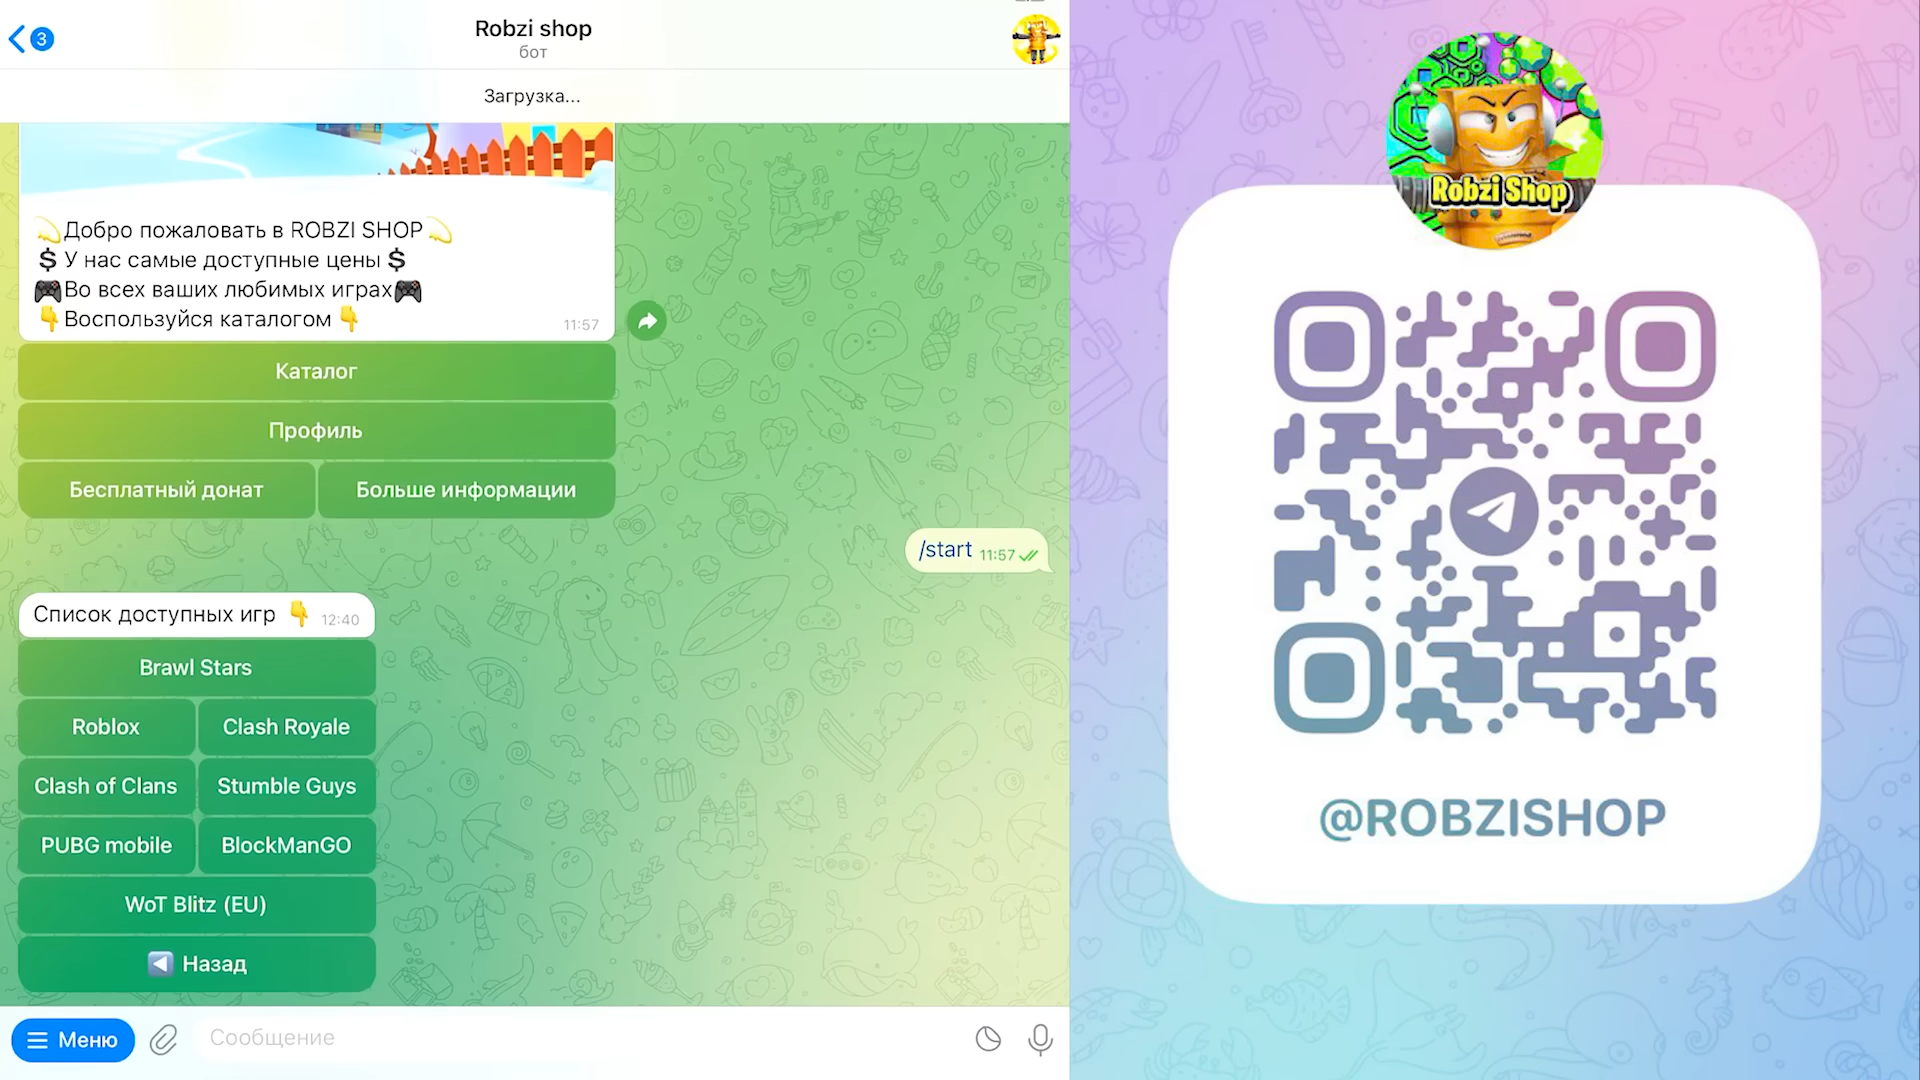 3
Robzi shop
бот
Загрузка...
💫Добро пожаловать в ROBZI SHOP💫
💲У нас самые доступные цены💲
🎮Во всех ваших любимых играх🎮
👇Воспользуйся каталогом👇
11:57
Каталог
Профиль
Бесплатный донат
Больше информации
/start 11:57
Список доступных игр 👇 12:40
Brawl Stars
Roblox
Clash Royale
Clash of Clans
Stumble Guys
PUBG mobile
BlockManGO
WoT Blitz (EU)
◀️ Назад
Меню
Сообщение
Robzi Shop
@ROBZISHOP